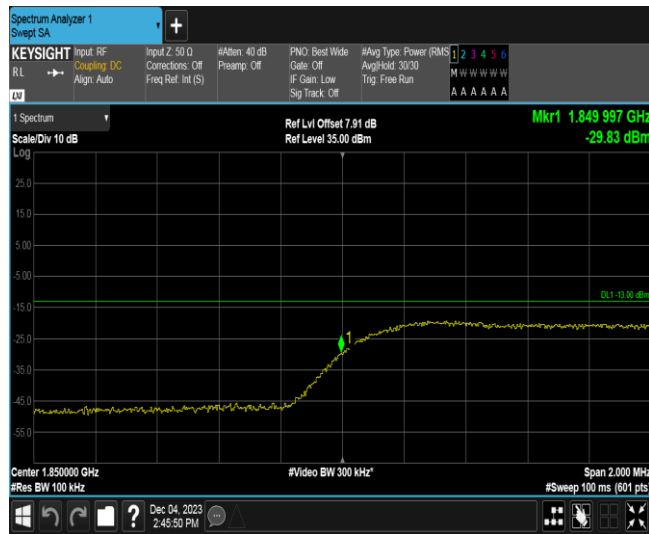 Spectrum Analyzer 1
Swept SA
+
KEYSIGHT
RL
LXI
Input: RF
Coupling: DC
Align: Auto
Input Z: 50 Ω
Corrections: Off
Freq Ref: Int (S)
#Atten: 40 dB
Preamp: Off
PNO: Best Wide
Gate: Off
IF Gain: Low
Sig Track: Off
#Avg Type: Power (RMS
Avg|Hold: 30/30
Trig: Free Run
1 2 3 4 5 6
M W W W W W
A A A A A A
1 Spectrum
Scale/Div 10 dB
Log
Ref Lvl Offset 7.91 dB
Ref Level 35.00 dBm
Mkr1 1.849 997 GHz
-29.83 dBm
25.0
15.0
5.00
-5.00
DL1 -13.00 dBm
-15.0
-25.0
1
-35.0
-45.0
-55.0
Center 1.850000 GHz
#Res BW 100 kHz
#Video BW 300 kHz*
Span 2.000 MHz
#Sweep 100 ms (601 pts
?
Dec 04, 2023
2:45:50 PM